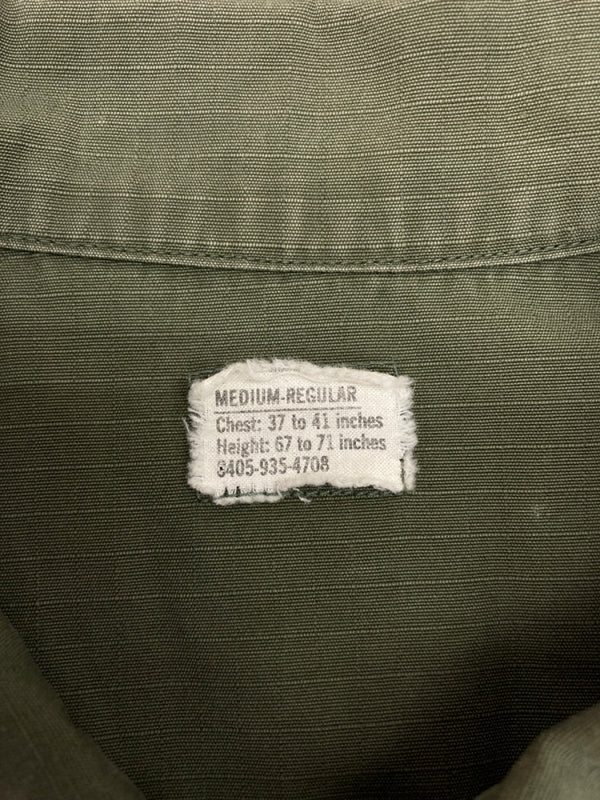 MEDIUM-REGULAR
Chest: 37 to 41 inches
Height: 67 to 71 inches
8405-935-4708